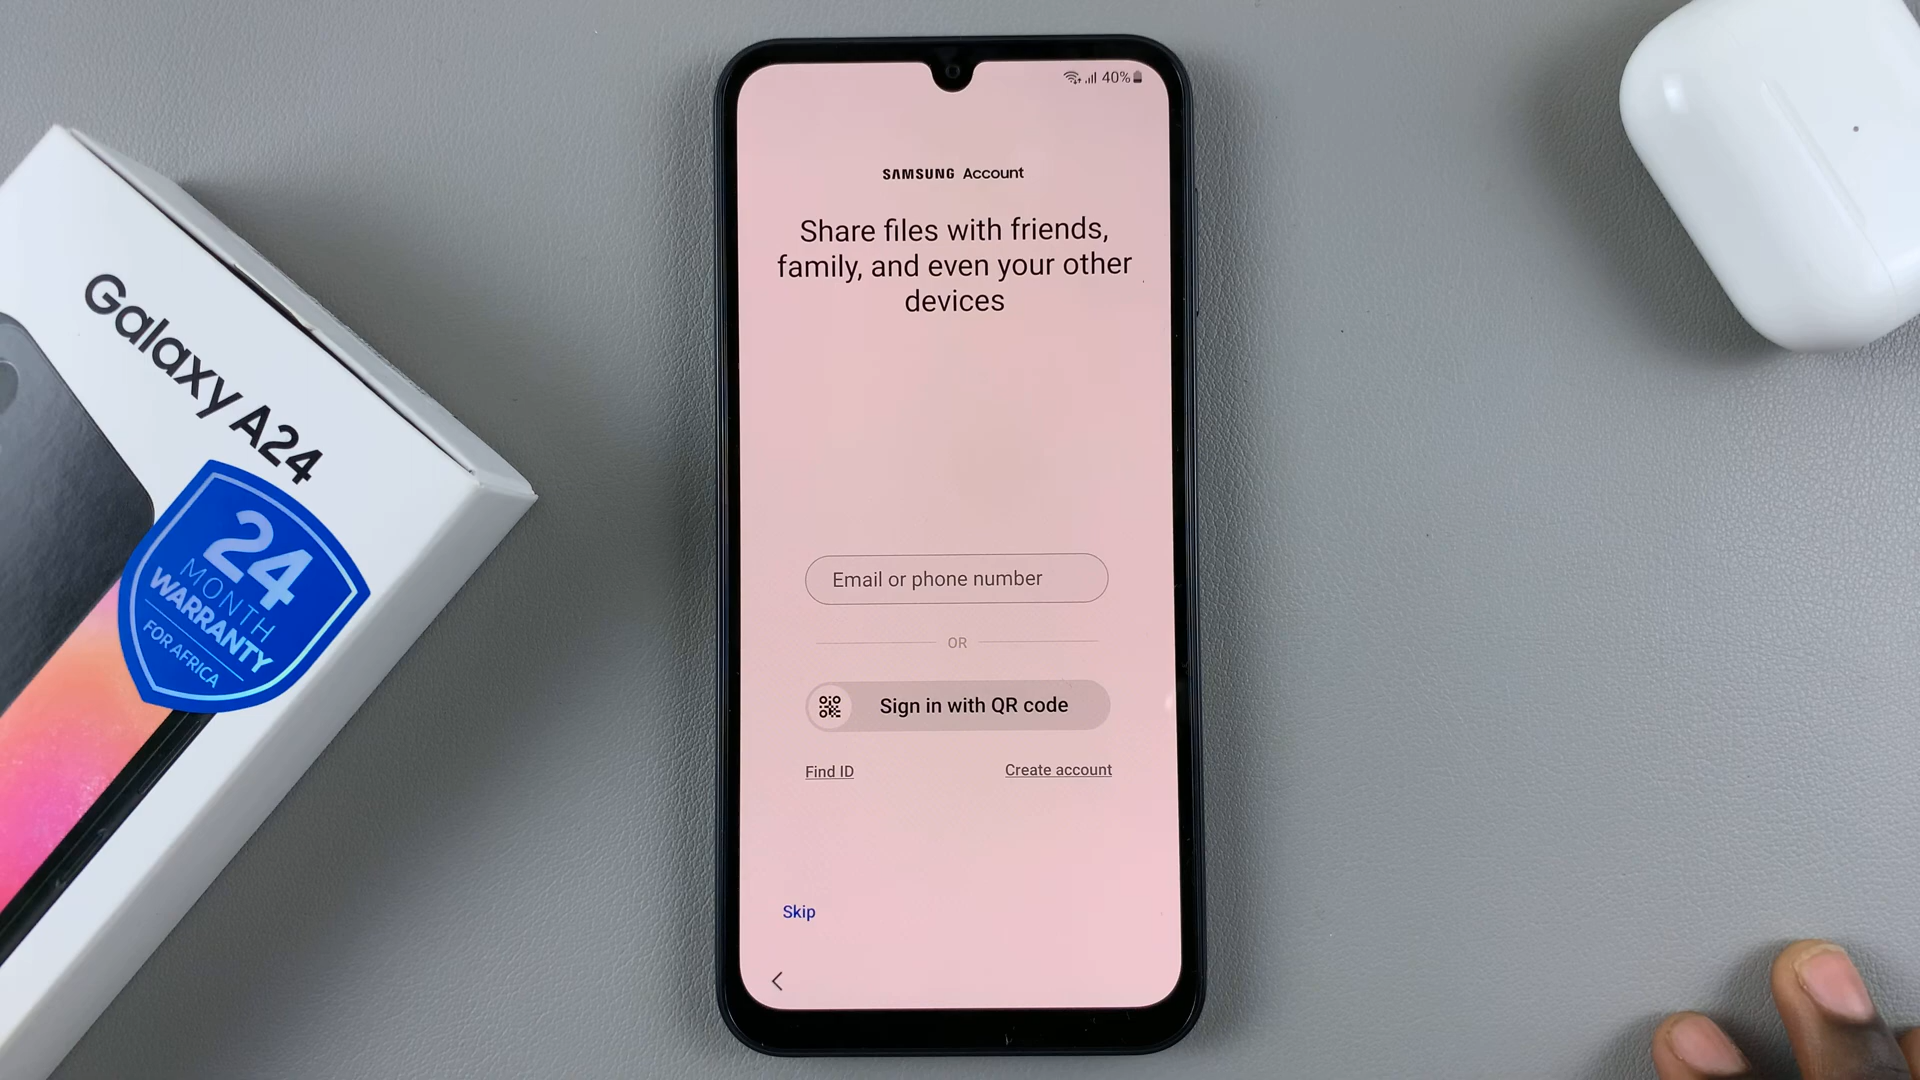 Galaxy A24
24
MONTH
WARRANTY
FOR AFRICA
40%
SAMSUNG Account
Share files with friends,
family, and even your other
devices
Email or phone number
OR
Sign in with QR code
Find ID
Create account
Skip